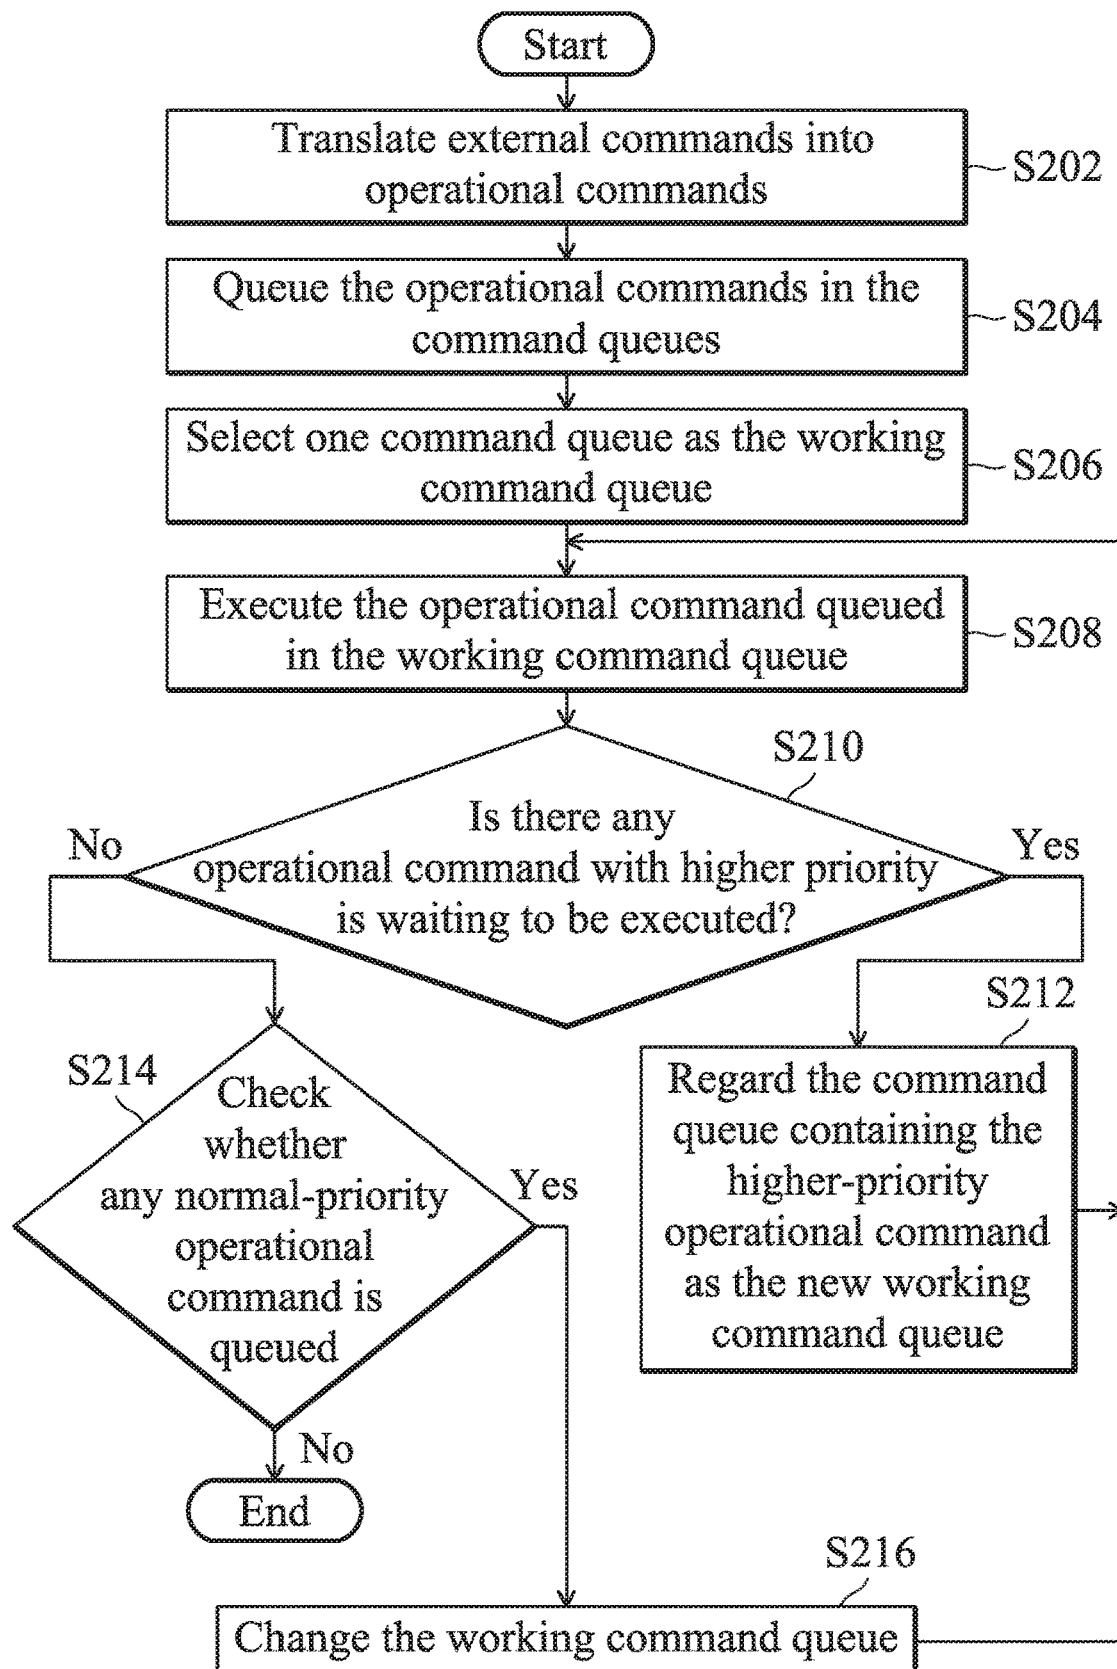 Start
Translate external commands into
operational commands
S202
Queue the operational commands in the
command queues
S204
Select one command queue as the working
command queue
S206
Execute the operational command queued
in the working command queue
S208
S210
Is there any
operational command with higher priority
is waiting to be executed?
No
Yes
S212
Regard the command
queue containing the
higher-priority
operational command
as the new working
command queue
S214
Check
whether
any normal-priority
operational
command is
queued
Yes
No
End
S216
Change the working command queue